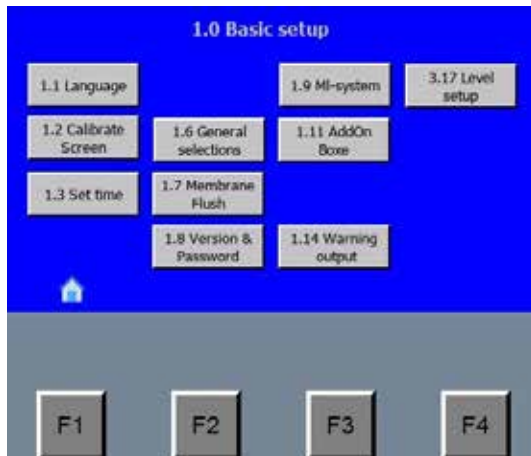 1.0 Basic setup
1.1 Language
1.9 MI-system
3.17 Level
setup
1.2 Calibrate
Screen
1.6 General
selections
1.11 AddOn
Boxe
1.3 Set time
1.7 Membrane
Flush
1.8 Version &
Password
1.14 Warning
output
F1
F2
F3
F4